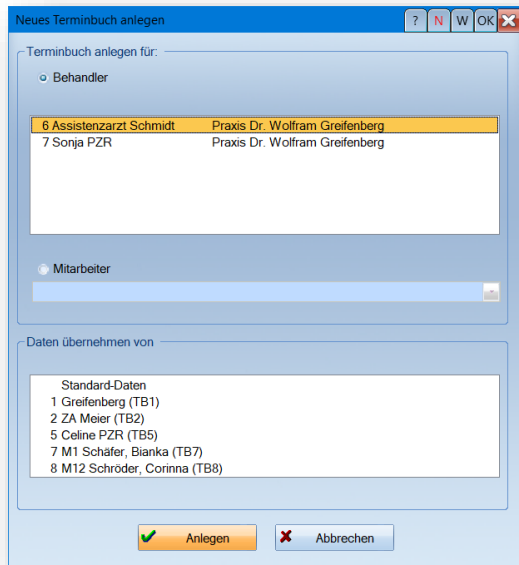 Neues Terminbuch anlegen ? N W OK
Terminbuch anlegen für:
Behandler
6 Assistenzarzt Schmidt Praxis Dr. Wolfram Greifenberg
7 Sonja PZR Praxis Dr. Wolfram Greifenberg
Mitarbeiter
Daten übernehmen von
Standard-Daten
1 Greifenberg (TB1)
2 ZA Meier (TB2)
5 Celine PZR (TB5)
7 M1 Schäfer, Bianka (TB7)
8 M12 Schröder, Corinna (TB8)
Anlegen Abbrechen